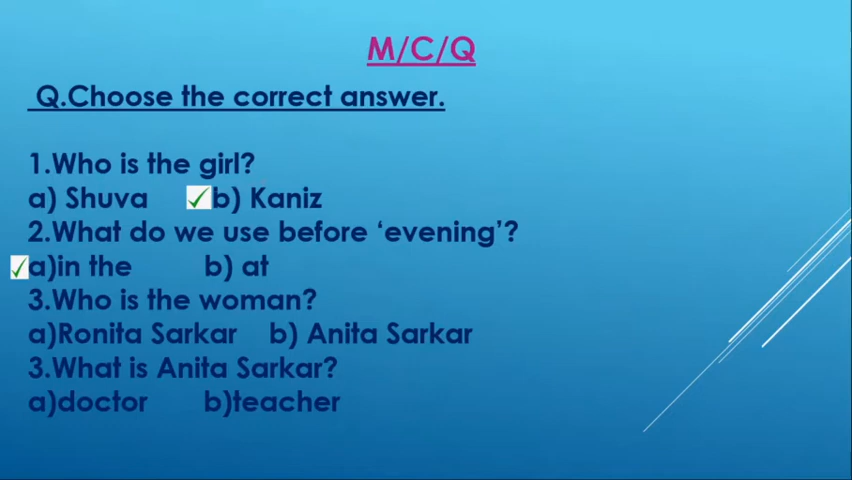 M/C/Q
Q.Choose the correct answer.
1.Who is the girl?
a) Shuva ✓b) Kaniz
2.What do we use before ‘evening’?
✓a)in the b) at
3.Who is the woman?
a)Ronita Sarkar b) Anita Sarkar
3.What is Anita Sarkar?
a)doctor b)teacher